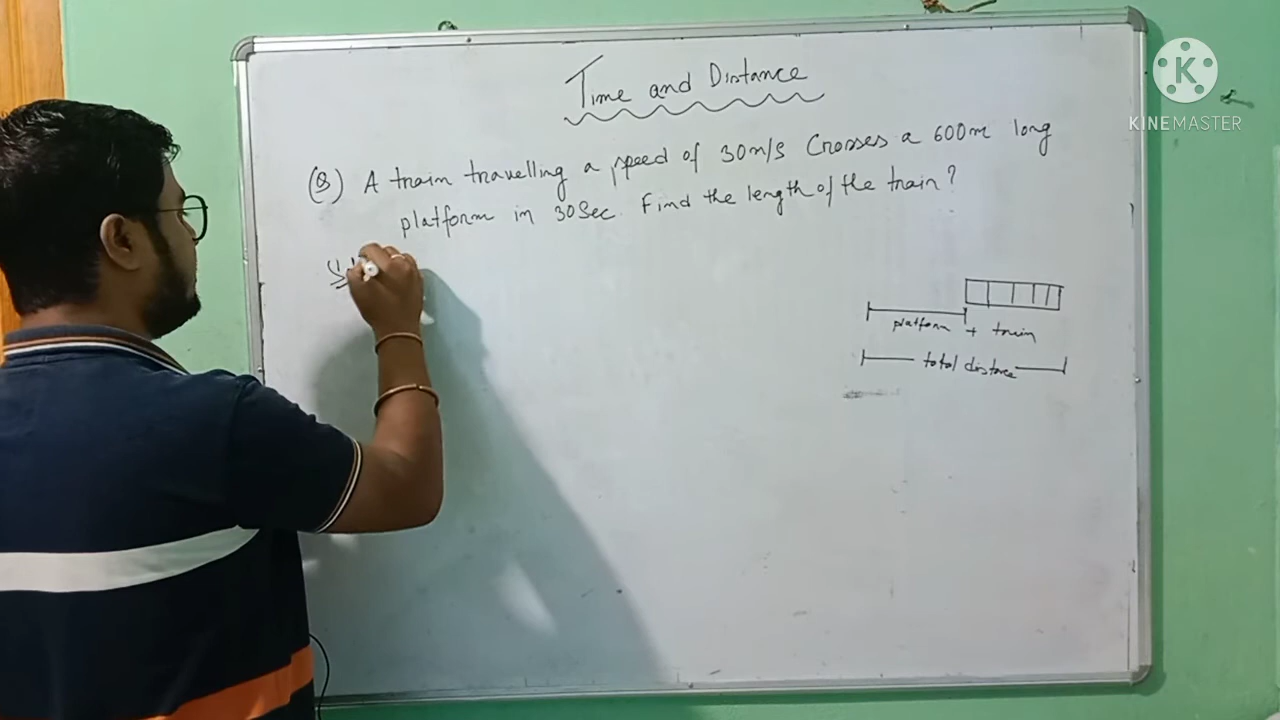 Time and Distance
(Q) A train travelling a speed of 30m/s Crosses a 600m long
platform in 30Sec. Find the length of the train?
platform + train
total distance
K
KINEMASTER